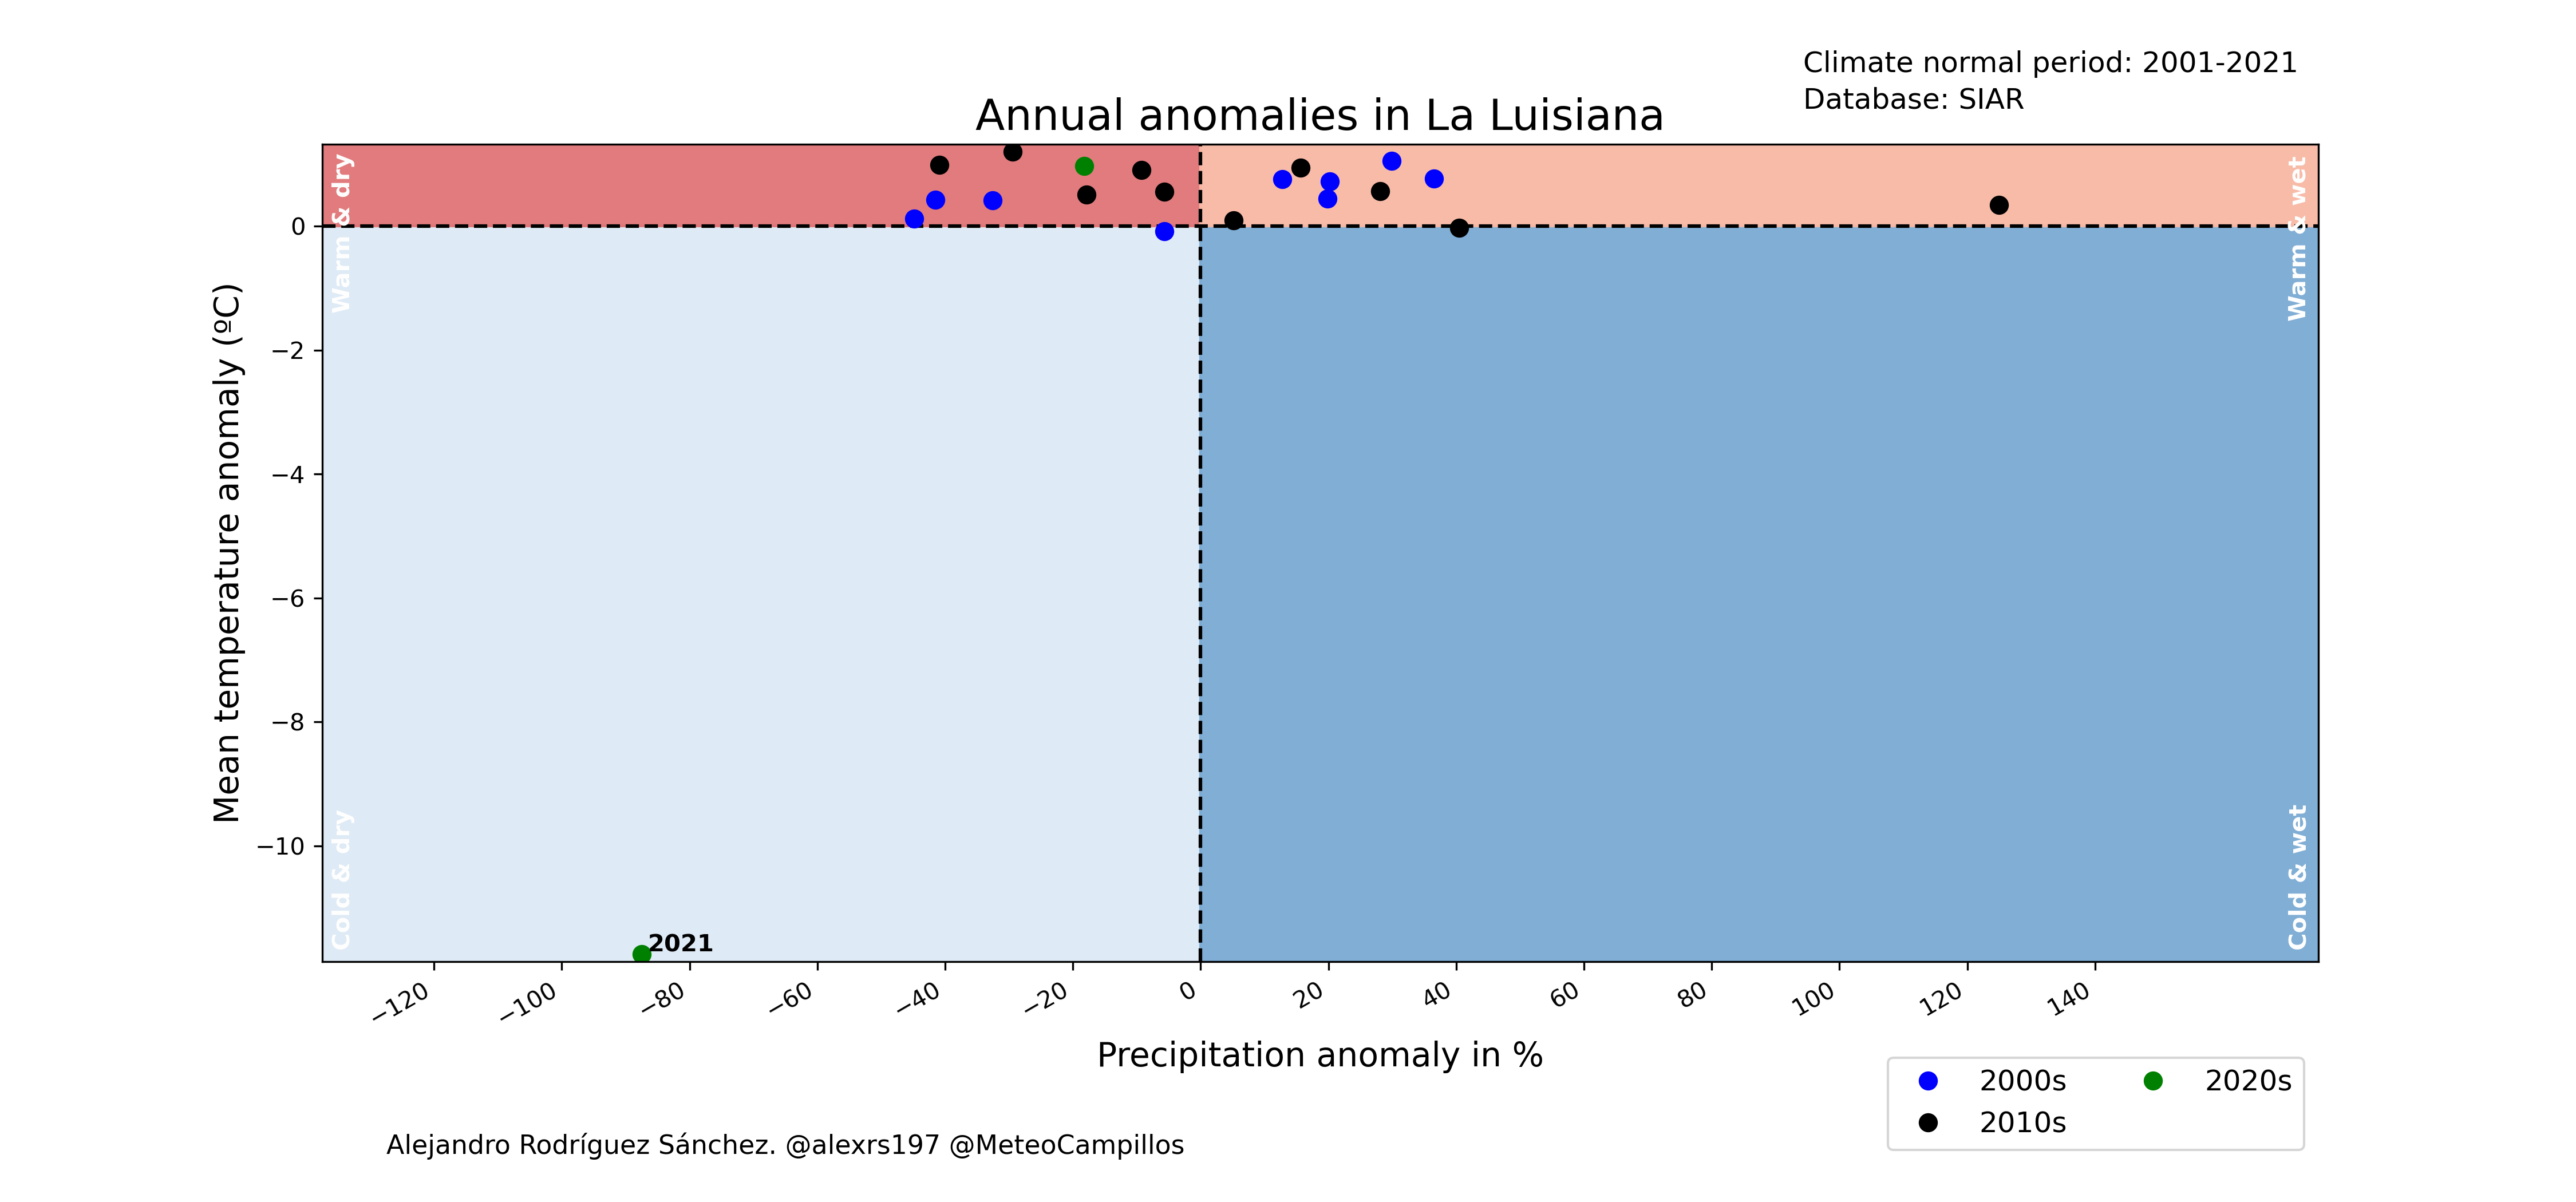 Climate normal period: 2001-2021
Database: SIAR
Annual anomalies in La Luisiana
Warm & dry
Warm & wet
0
−2
−4
−6
−8
−10
Mean temperature anomaly (ºC)
Cold & dry
Cold & wet
2021
−120 −100 −80 −60 −40 −20 0 20 40 60 80 100 120 140
Precipitation anomaly in %
2000s 2020s
2010s
Alejandro Rodríguez Sánchez. @alexrs197 @MeteoCampillos